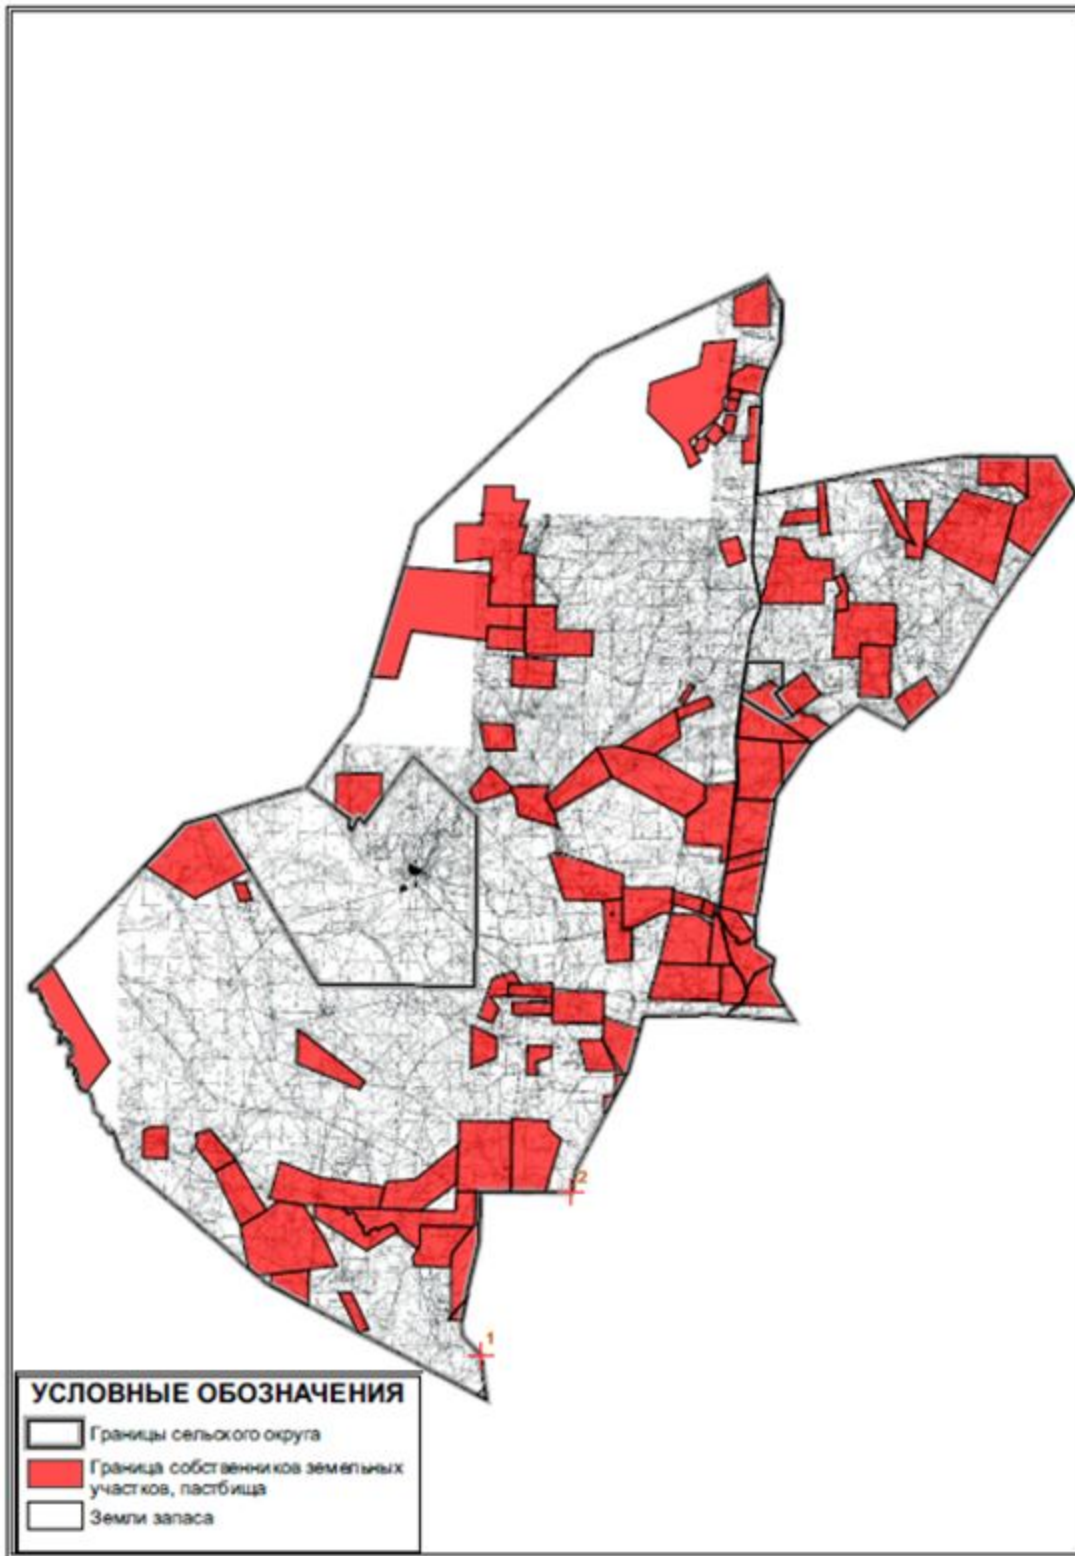 2
1
УСЛОВНЫЕ ОБОЗНАЧЕНИЯ
Границы сельского округа
Граница собственников земельных
участков, пастбища
Земли запаса